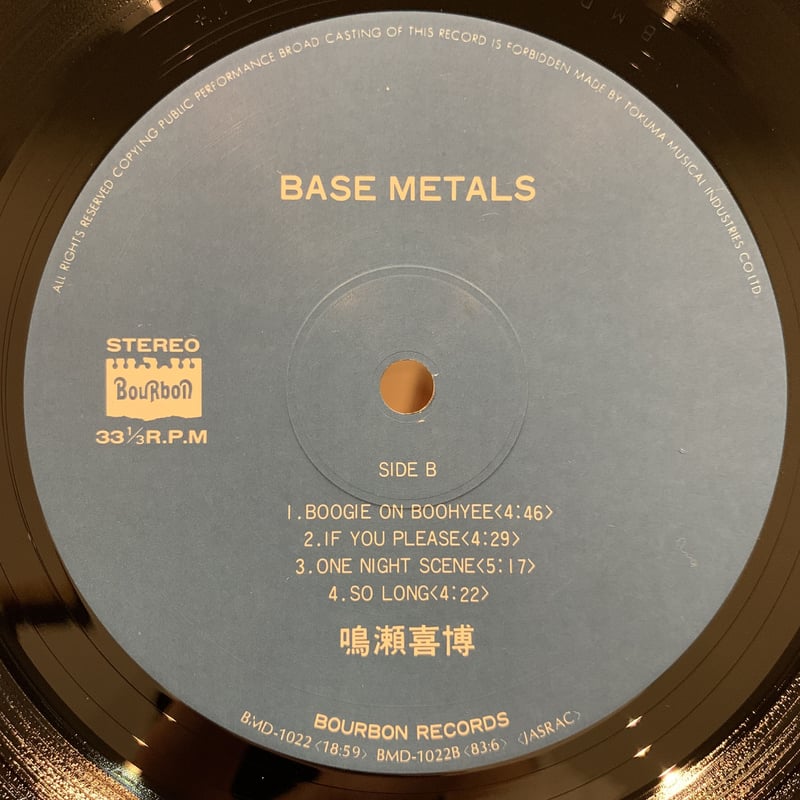 ALL RIGHTS RESERVED COPYING PUBLIC PERFORMANCE BROAD CASTING OF THIS RECORD IS FORBIDDEN MADE BY TOKUMA MUSICAL INDUSTRIES CO LTD.
BASE METALS
STEREO
BouRbon
33⅓R.P.M
SIDE B
1.BOOGIE ON BOOHYEE<4:46>
2.IF YOU PLEASE<4:29>
3.ONE NIGHT SCENE<5:17>
4.SO LONG<4:22>
鳴瀬喜博
BOURBON RECORDS
BMD-1022 <18:59> BMD-1022B <83·6> <JASRAC>